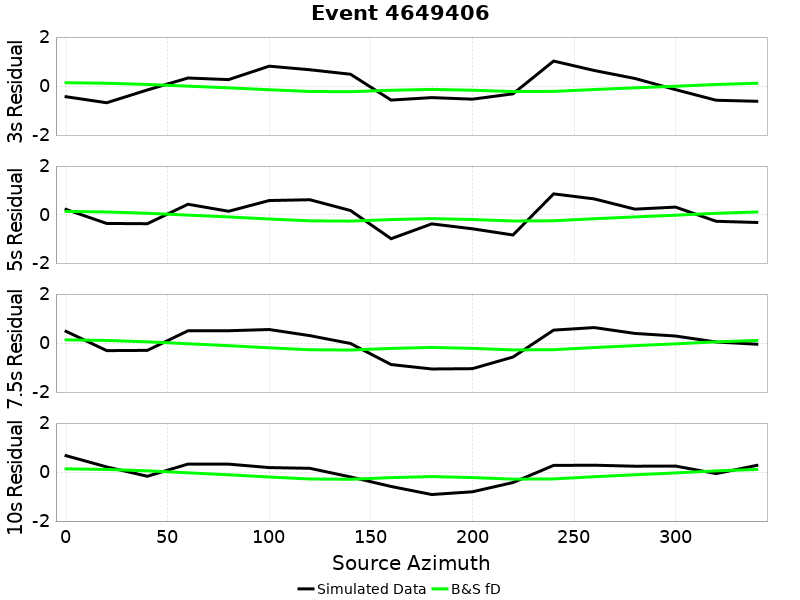 Event 4649406
3s Residual
2
0
-2
5s Residual
2
0
-2
7.5s Residual
2
0
-2
10s Residual
2
0
-2
0 50 100 150 200 250 300
Source Azimuth
Simulated Data B&S fD